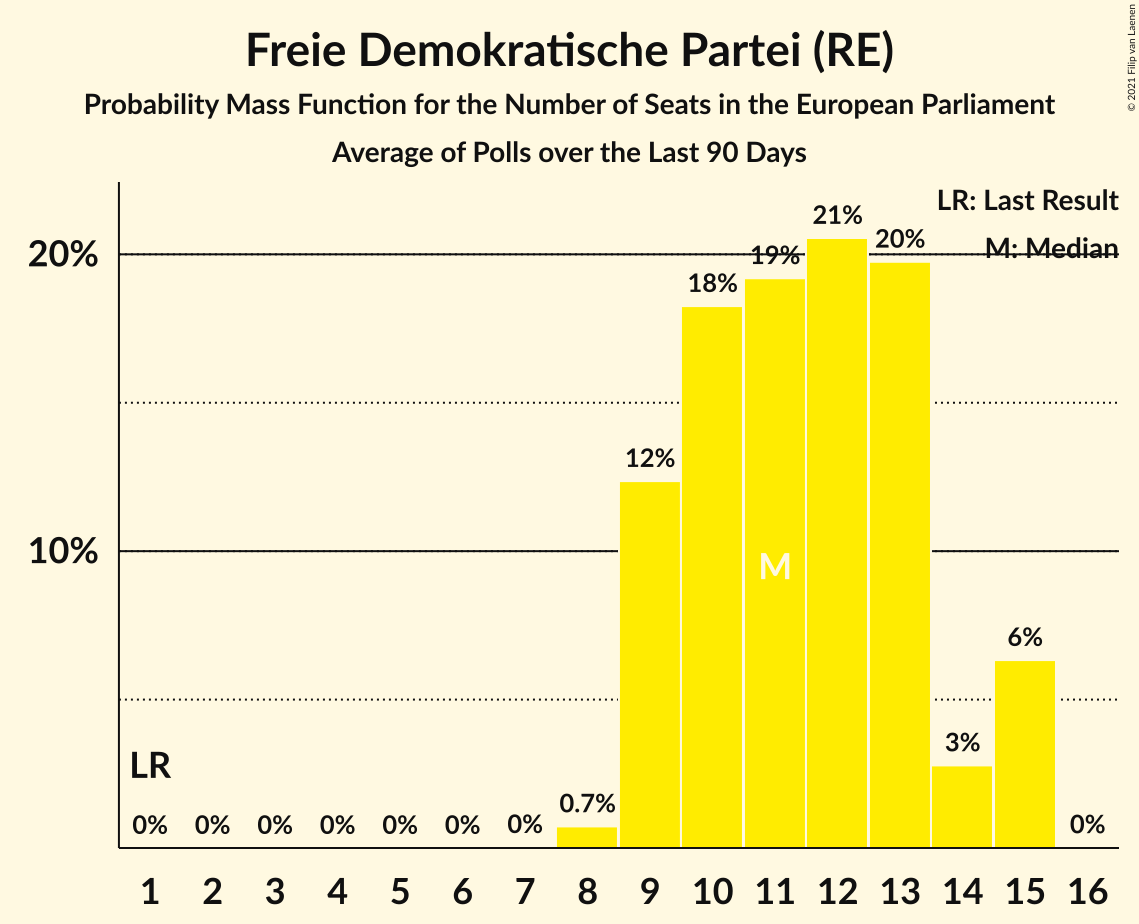 © 2021 Filip van Laenen
Freie Demokratische Partei (RE)
Probability Mass Function for the Number of Seats in the European Parliament
Average of Polls over the Last 90 Days
LR: Last Result
M: Median
20%
10%
21%
20%
19%
18%
12%
M
6%
3%
LR
0.7%
0% 0% 0% 0% 0% 0% 0% 0%
1 2 3 4 5 6 7 8 9 10 11 12 13 14 15 16